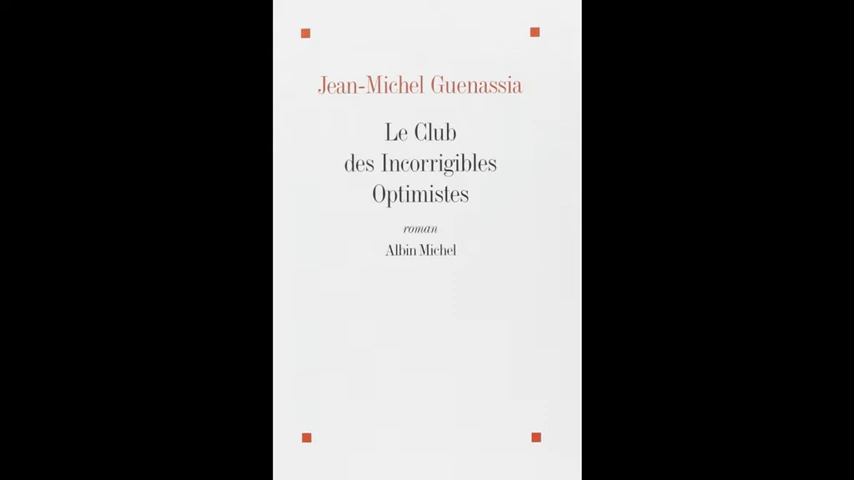 Jean-Michel Guenassia
Le Club
des Incorrigibles
Optimistes
roman
Albin Michel